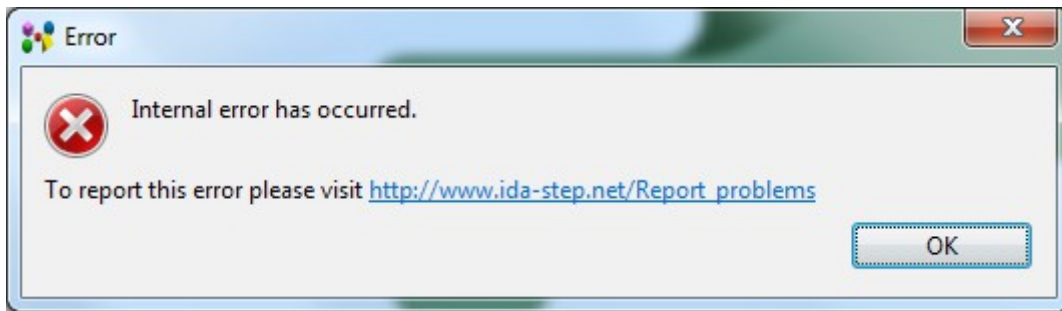 Error
Internal error has occurred.
To report this error please visit http://www.ida-step.net/Report_problems
OK